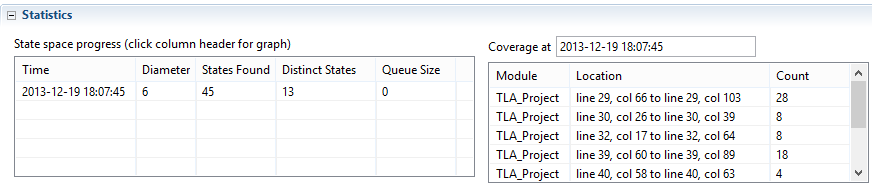 Statistics
State space progress (click column header for graph)
Time Diameter States Found Distinct States Queue Size
2013-12-19 18:07:45 6 45 13 0
Coverage at 2013-12-19 18:07:45
Module Location Count
TLA_Project line 29, col 66 to line 29, col 103 28
TLA_Project line 30, col 26 to line 30, col 39 8
TLA_Project line 32, col 17 to line 32, col 64 8
TLA_Project line 39, col 60 to line 39, col 89 18
TLA_Project line 40, col 58 to line 40, col 63 4